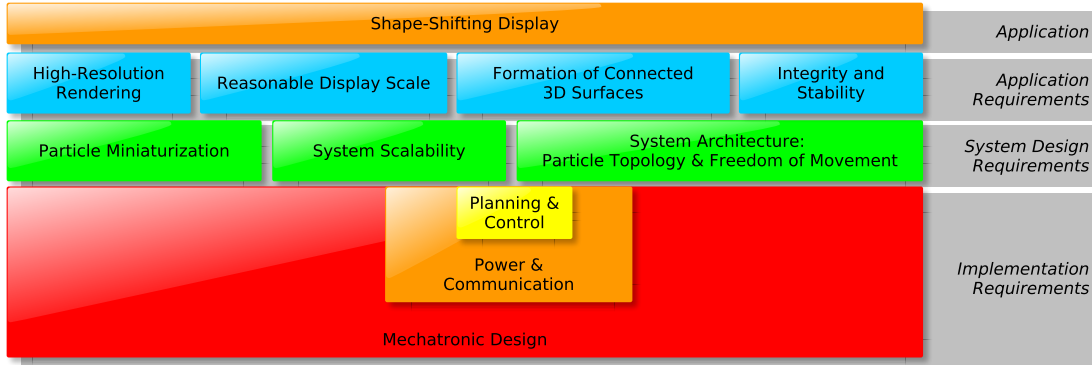 Shape-Shifting Display
Application
High-Resolution
Rendering
Reasonable Display Scale
Formation of Connected
3D Surfaces
Integrity and
Stability
Application
Requirements
Particle Miniaturization
System Scalability
System Architecture:
Particle Topology & Freedom of Movement
System Design
Requirements
Planning &
Control
Power &
Communication
Mechatronic Design
Implementation
Requirements